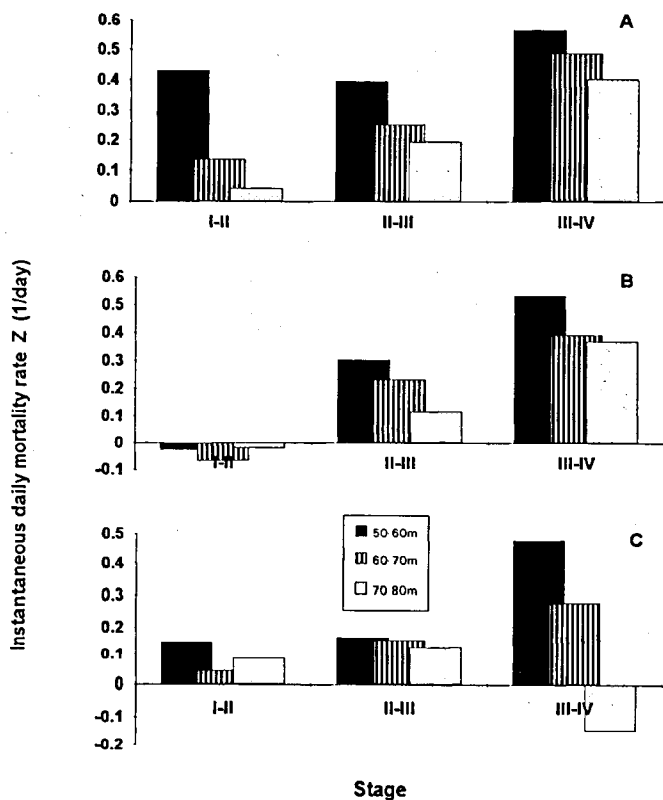 Instantaneous daily mortality rate Z (1/day)
A
0.6
0.5
0.4
0.3
0.2
0.1
0
I-II
II-III
III-IV
B
0.6
0.5
0.4
0.3
0.2
0.1
0
-0.1
I-II
II-III
III-IV
C
0.5
0.4
0.3
0.2
0.1
0
-0.1
-0.2
50-60m
60-70m
70-80m
I-II
II-III
III-IV
Stage